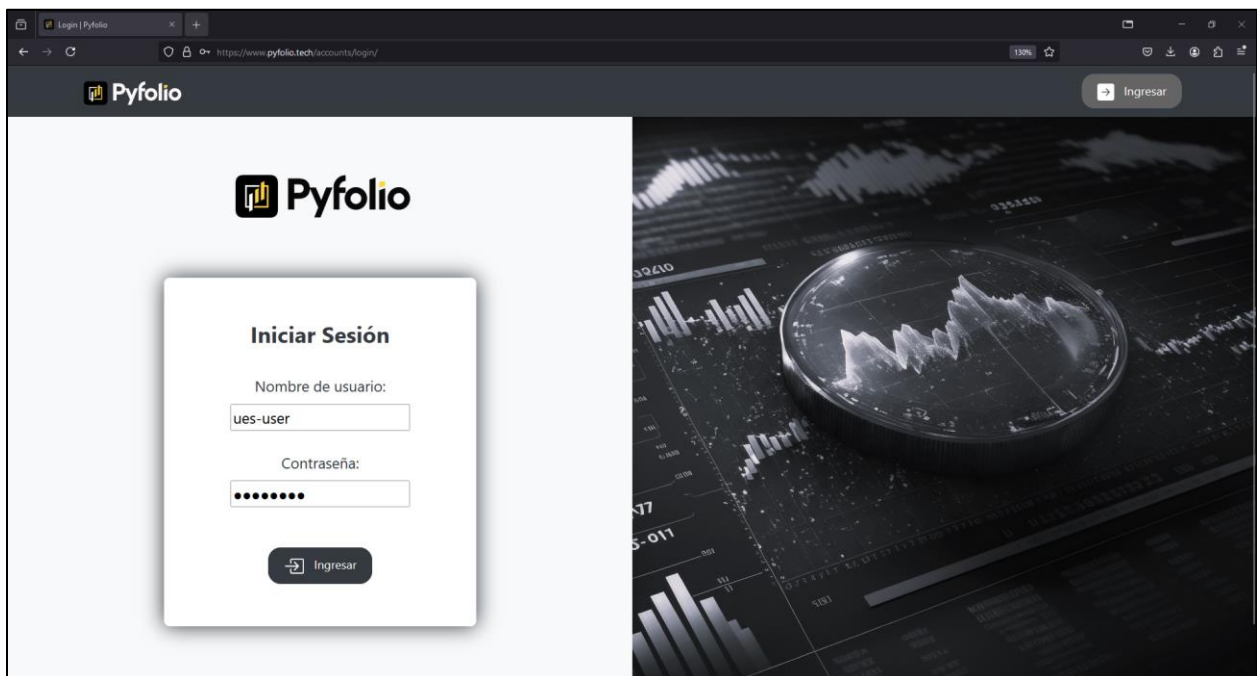 Login | Pyfolio
https://www.pyfolio.tech/accounts/login/
130%
Pyfolio
Ingresar
Pyfolio
Iniciar Sesión
Nombre de usuario:
ues-user
Contraseña:
••••••••
Ingresar